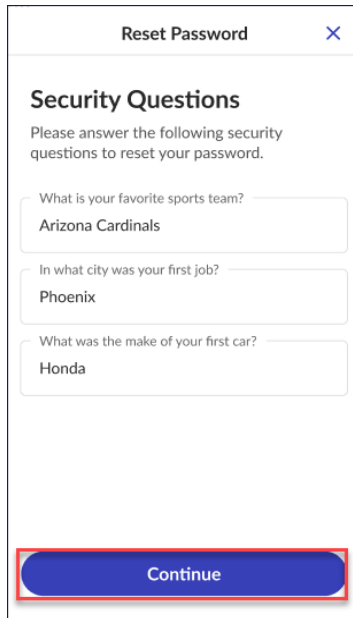 Reset Password
Security Questions
Please answer the following security
questions to reset your password.
What is your favorite sports team?
Arizona Cardinals
In what city was your first job?
Phoenix
What was the make of your first car?
Honda
Continue